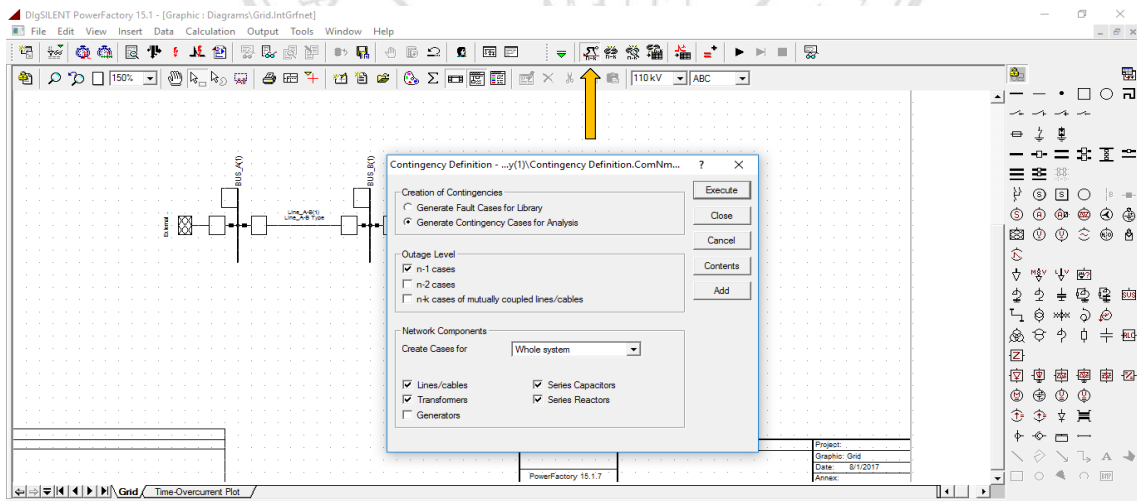 DIgSILENT PowerFactory 15.1 - [Graphic : Diagrams\Grid.IntGrfnet]
File Edit View Insert Data Calculation Output Tools Window Help
150%
110 kV
ABC
BUS_A(1)
BUS_B(1)
Line_A-B(1)
Line_A-B Type
External ..
Contingency Definition - ...y(1)\Contingency Definition.ComNm... ?
Creation of Contingencies
Generate Fault Cases for Library
Generate Contingency Cases for Analysis
Outage Level
n-1 cases
n-2 cases
n-k cases of mutually coupled lines/cables
Network Components
Create Cases for Whole system
Lines/cables Series Capacitors
Transformers Series Reactors
Generators
Execute
Close
Cancel
Contents
Add
PowerFactory 15.1.7
Project:
Graphic: Grid
Date: 8/1/2017
Annex:
Grid Time-Overcurrent Plot